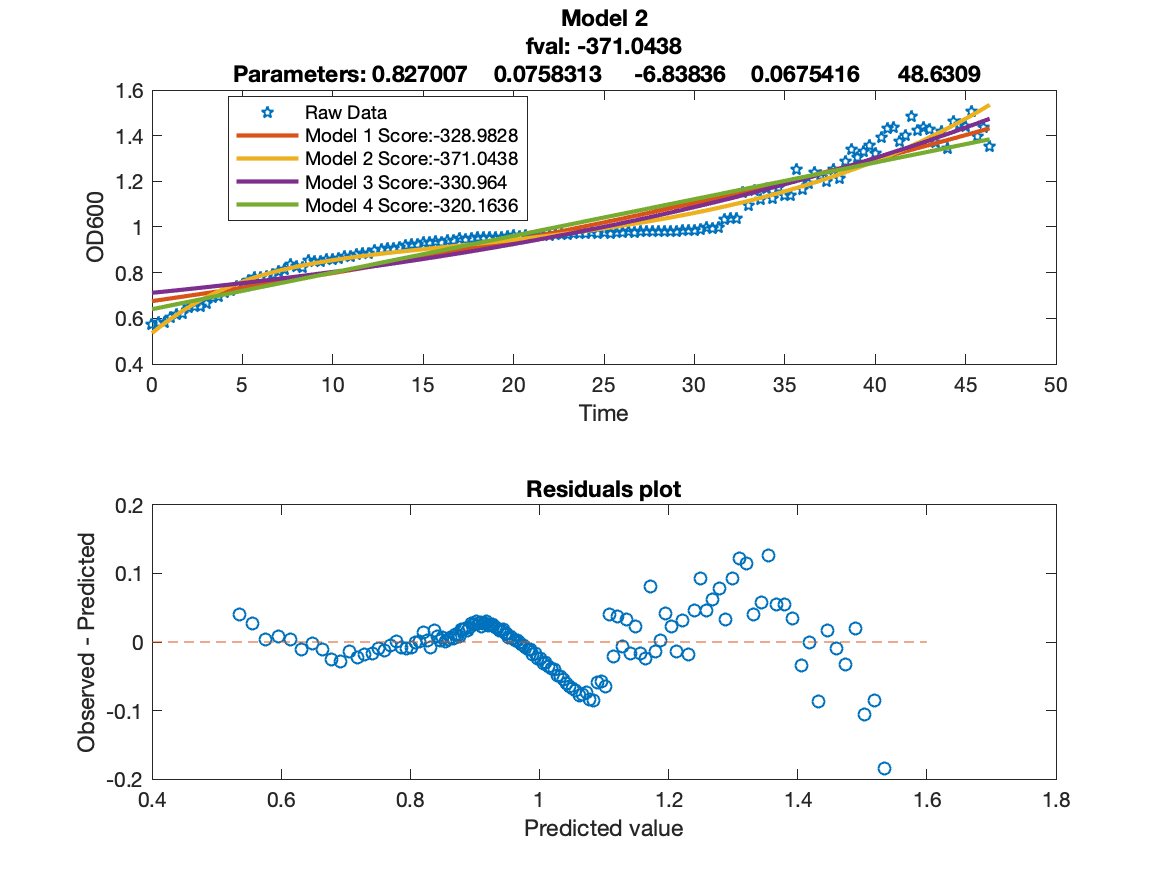 Model 2
fval: -371.0438
Parameters: 0.827007 0.0758313 -6.83836 0.0675416 48.6309
1.6
1.4
1.2
1
0.8
0.6
0.4
OD600
Raw Data
Model 1 Score:-328.9828
Model 2 Score:-371.0438
Model 3 Score:-330.964
Model 4 Score:-320.1636
0 5 10 15 20 25 30 35 40 45 50
Time
Residuals plot
0.2
0.1
0
-0.1
-0.2
Observed - Predicted
0.4 0.6 0.8 1 1.2 1.4 1.6 1.8
Predicted value